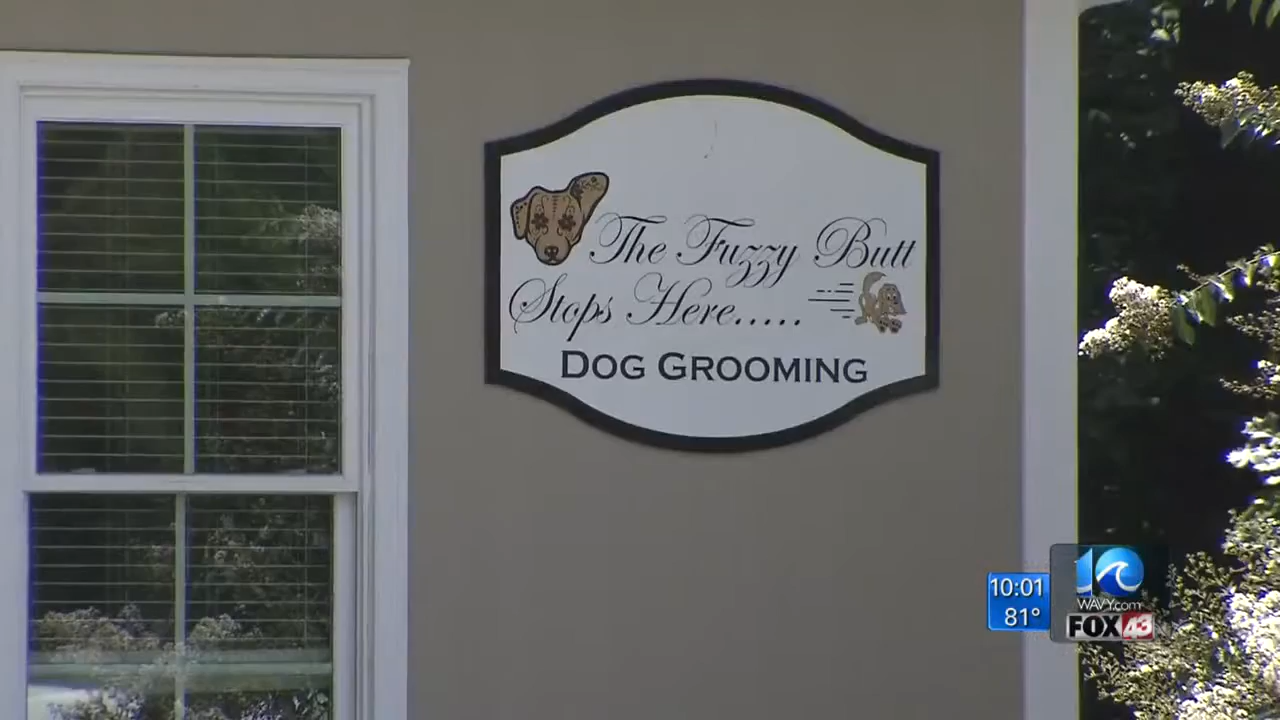 The Fuzzy Butt
Stops Here.....
DOG GROOMING
10:01
81°
10
WAVY.com
FOX 43